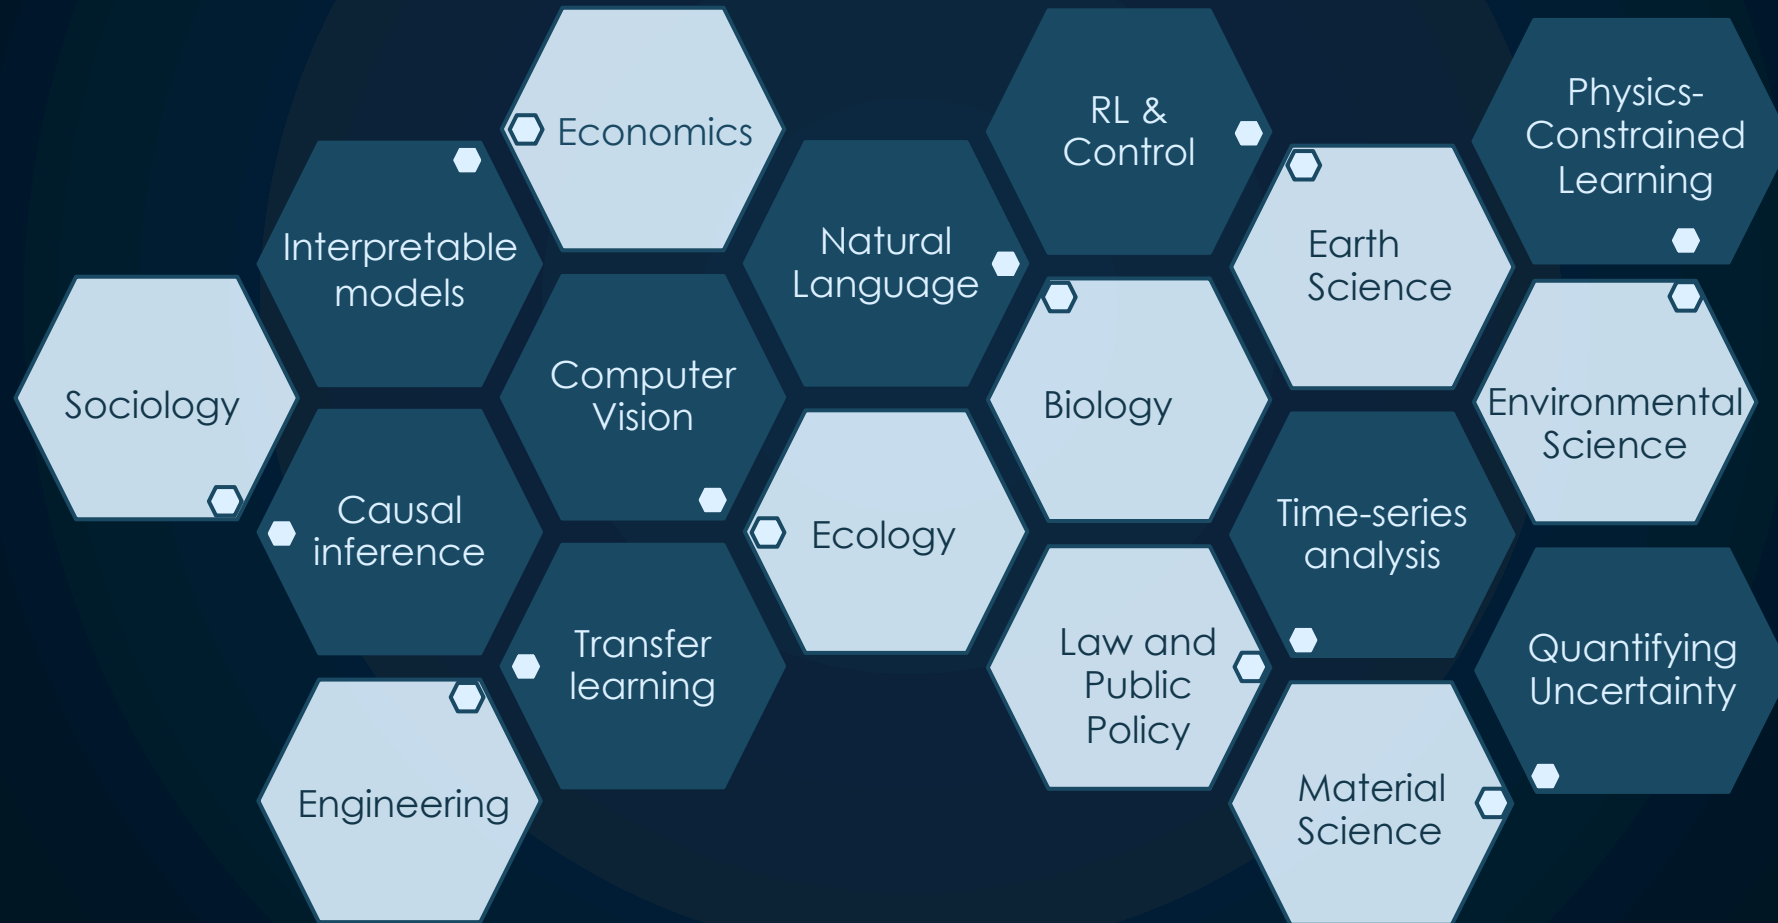 Economics
RL &
Control
Physics-
Constrained
Learning
Interpretable
models
Natural
Language
Earth
Science
Sociology
Computer
Vision
Biology
Environmental
Science
Causal
inference
Ecology
Time-series
analysis
Transfer
learning
Law and
Public
Policy
Quantifying
Uncertainty
Engineering
Material
Science